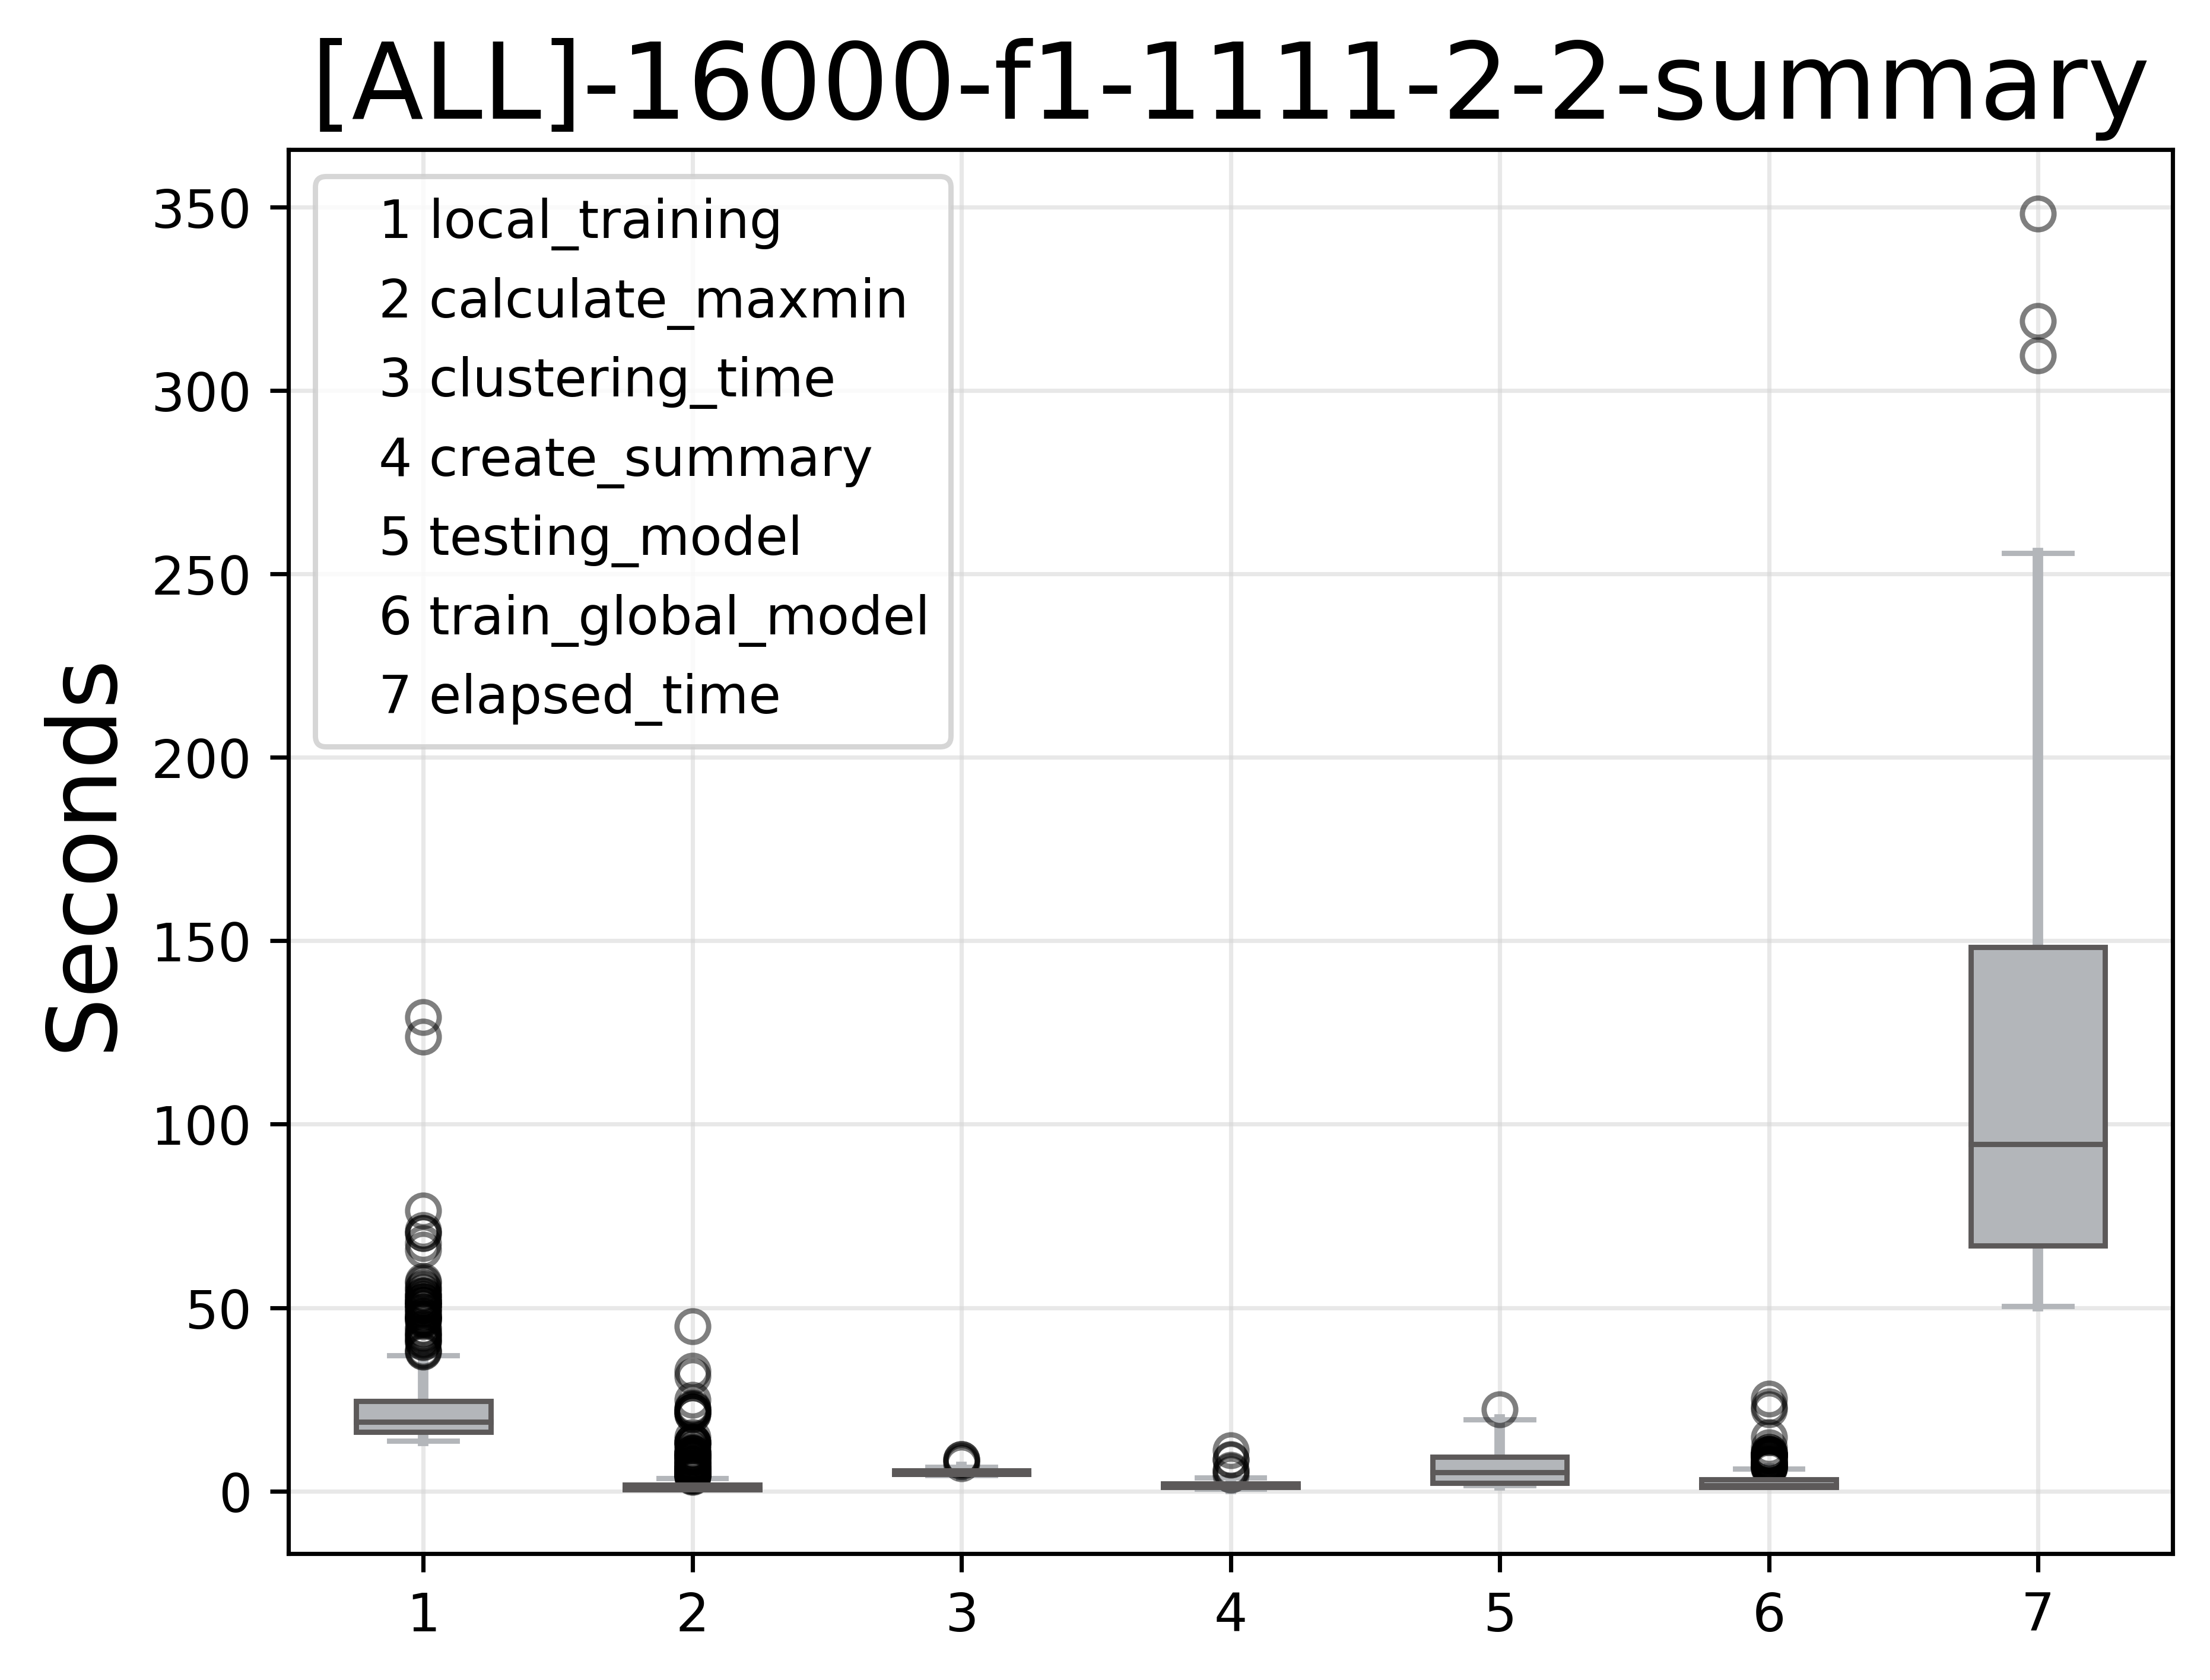 [ALL]-16000-f1-1111-2-2-summary
350
300
250
200
150
100
50
0
Seconds
1 local_training
2 calculate_maxmin
3 clustering_time
4 create_summary
5 testing_model
6 train_global_model
7 elapsed_time
1 2 3 4 5 6 7